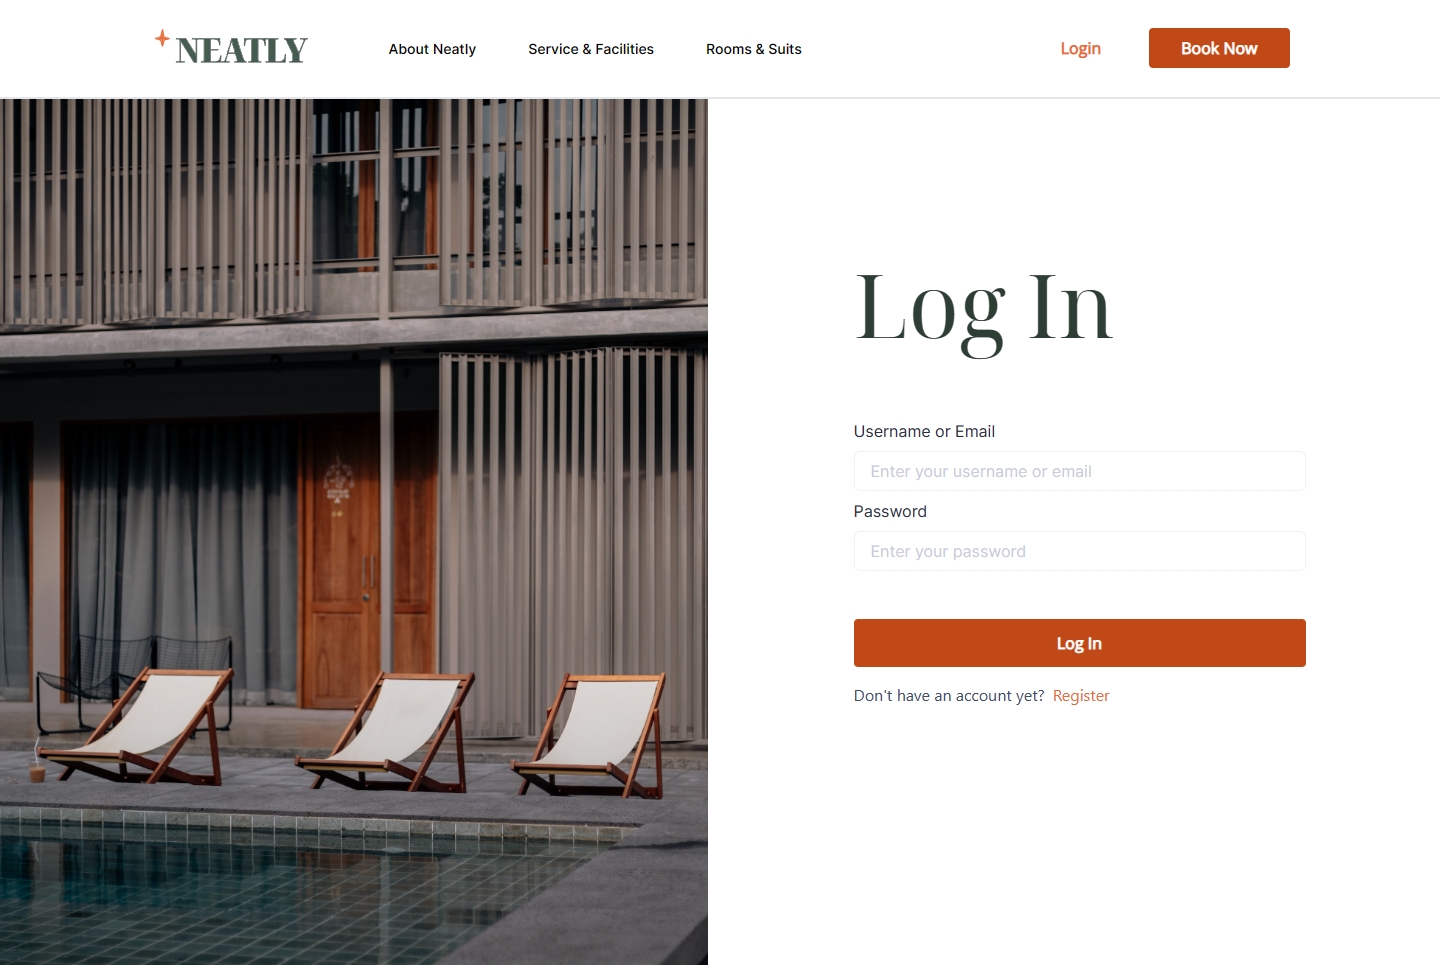 NEATLY
About Neatly
Service & Facilities
Rooms & Suits
Login
Book Now
Log In
Username or Email
Enter your username or email
Password
Enter your password
Log In
Don't have an account yet? Register